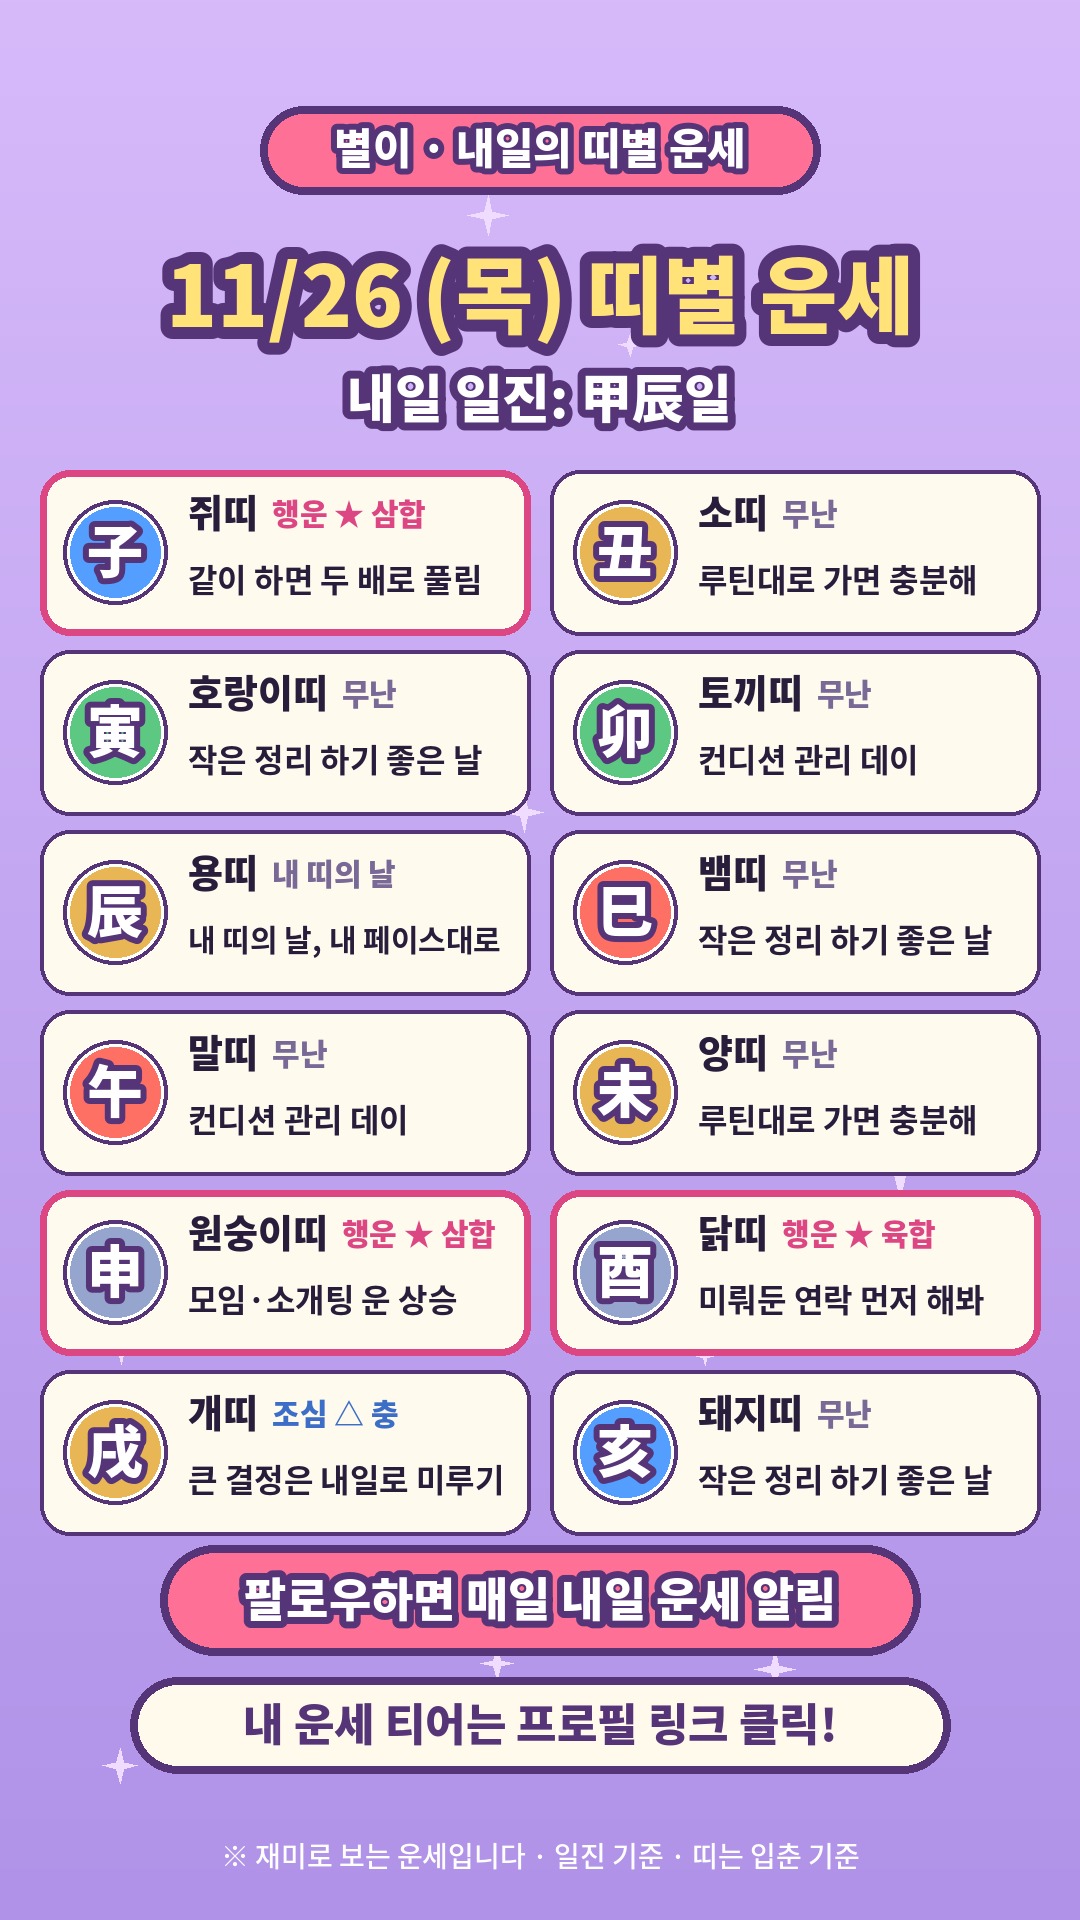 별이 · 내일의 띠별 운세
11/26 (목) 띠별 운세
내일 일진: 甲辰일
子
쥐띠 행운 ★ 삼합
같이 하면 두 배로 풀림
丑
소띠 무난
루틴대로 가면 충분해
寅
호랑이띠 무난
작은 정리 하기 좋은 날
卯
토끼띠 무난
컨디션 관리 데이
辰
용띠 내 띠의 날
내 띠의 날, 내 페이스대로
巳
뱀띠 무난
작은 정리 하기 좋은 날
午
말띠 무난
컨디션 관리 데이
未
양띠 무난
루틴대로 가면 충분해
申
원숭이띠 행운 ★ 삼합
모임·소개팅 운 상승
酉
닭띠 행운 ★ 육합
미뤄둔 연락 먼저 해봐
戌
개띠 조심 △ 충
큰 결정은 내일로 미루기
亥
돼지띠 무난
작은 정리 하기 좋은 날
팔로우하면 매일 내일 운세 알림
내 운세 티어는 프로필 링크 클릭!
※ 재미로 보는 운세입니다 · 일진 기준 · 띠는 입춘 기준